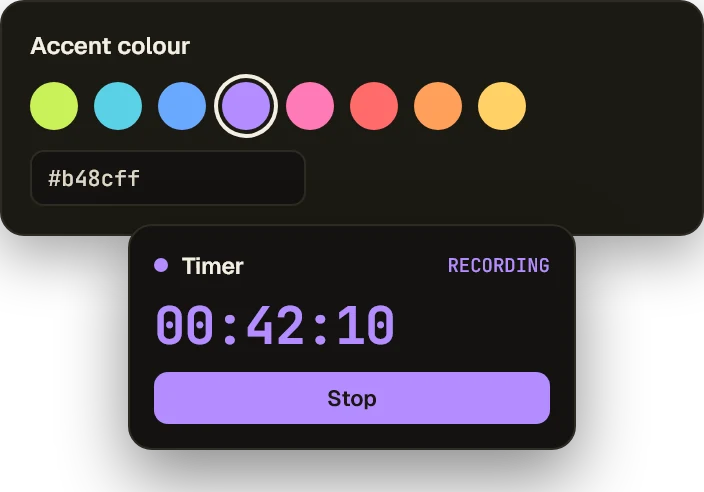 Accent colour
#b48cff
Timer
RECORDING
00:42:10
Stop